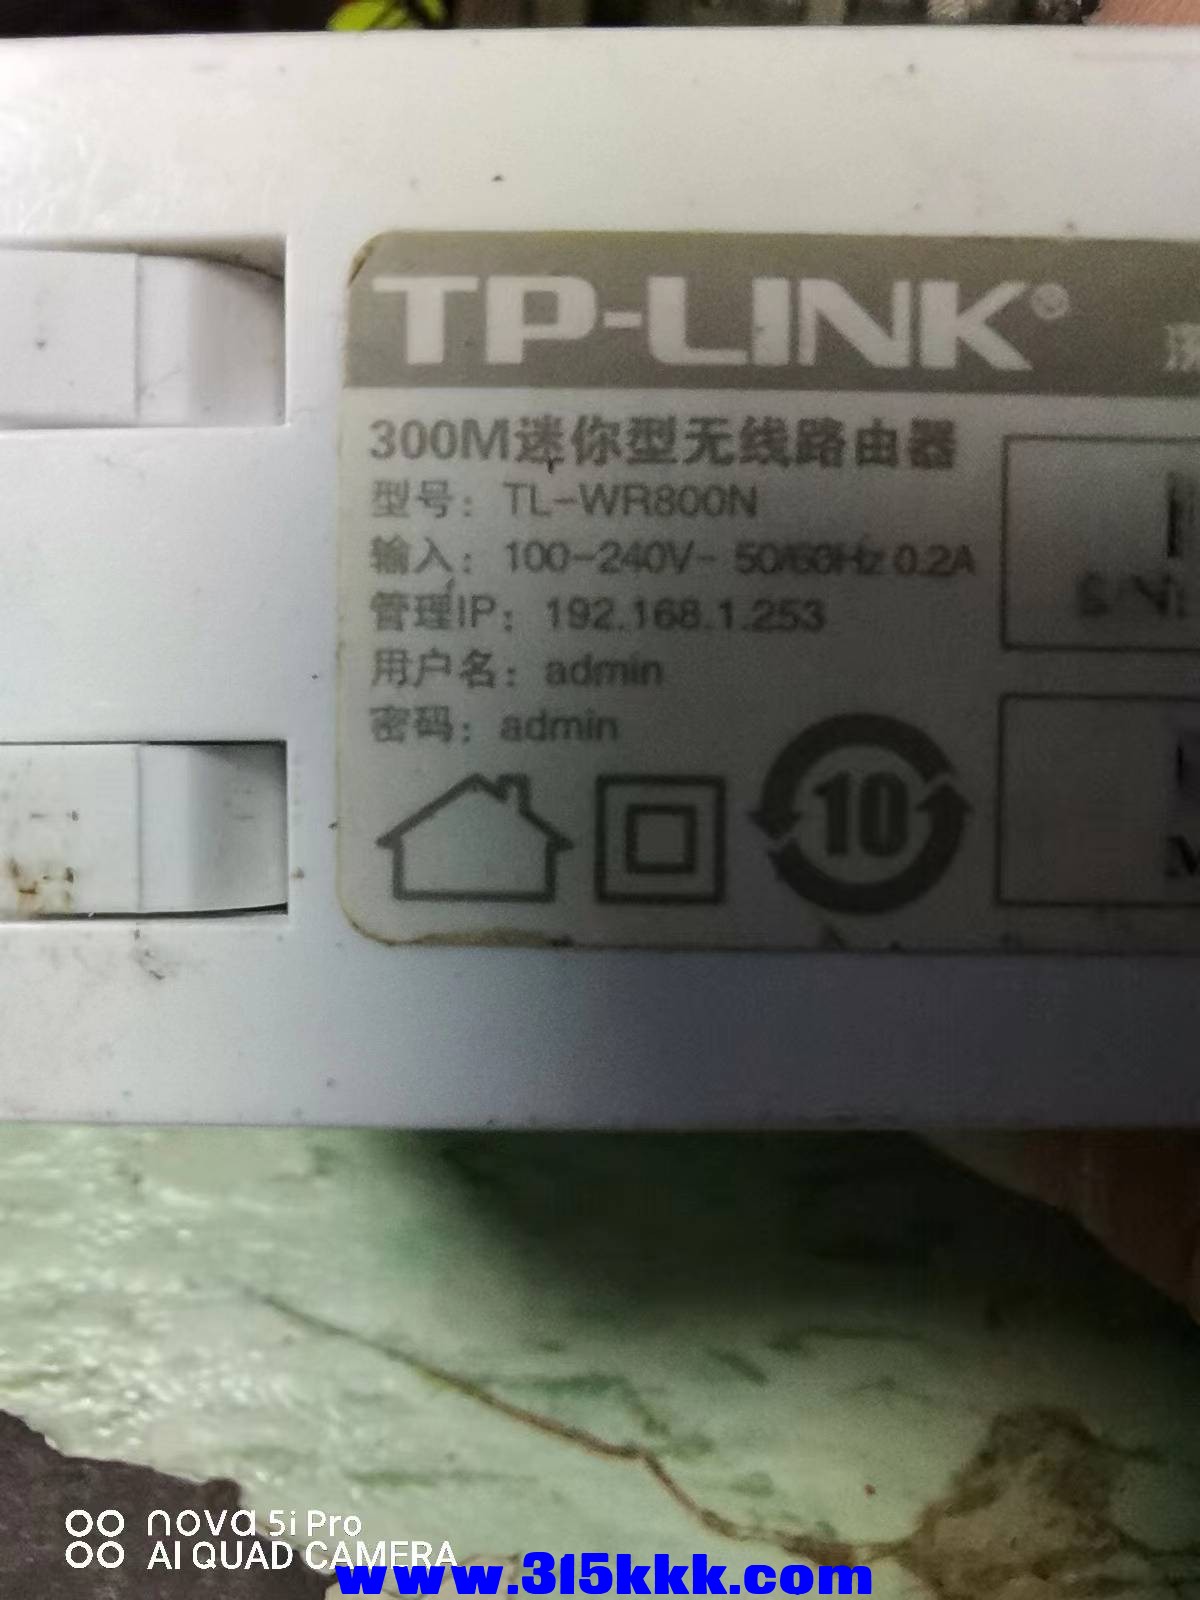 TP-LINK®
300M迷你型无线路由器
型号：TL-WR800N
输入：100-240V~ 50/60Hz 0.2A
管理IP：192.168.1.253
用户名：admin
密码：admin
10
S/N:
M
nova 5i Pro
AI QUAD CAMERA
www.315kkk.com